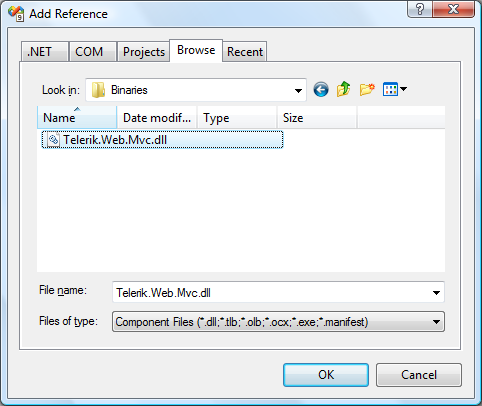 Add Reference
.NET COM Projects Browse Recent
Look in: Binaries
Name Date modif... Type Size
Telerik.Web.Mvc.dll
File name: Telerik.Web.Mvc.dll
Files of type: Component Files (*.dll;*.tlb;*.olb;*.ocx;*.exe;*.manifest)
OK Cancel